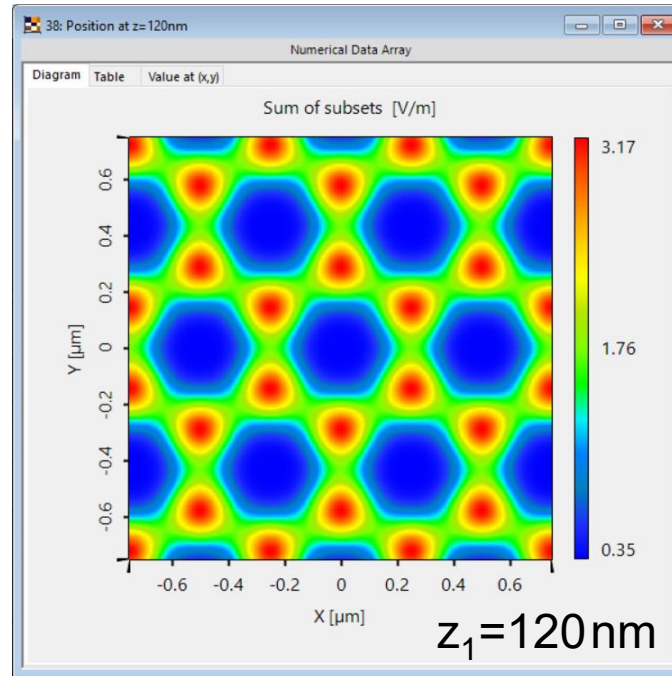 38: Position at z=120nm
Numerical Data Array
Diagram Table Value at (x,y)
Sum of subsets [V/m]
3.17
1.76
0.35
Y [µm]
0.6
0.4
0.2
0
-0.2
-0.4
-0.6
-0.6 -0.4 -0.2 0 0.2 0.4 0.6
X [µm]
z₁=120nm